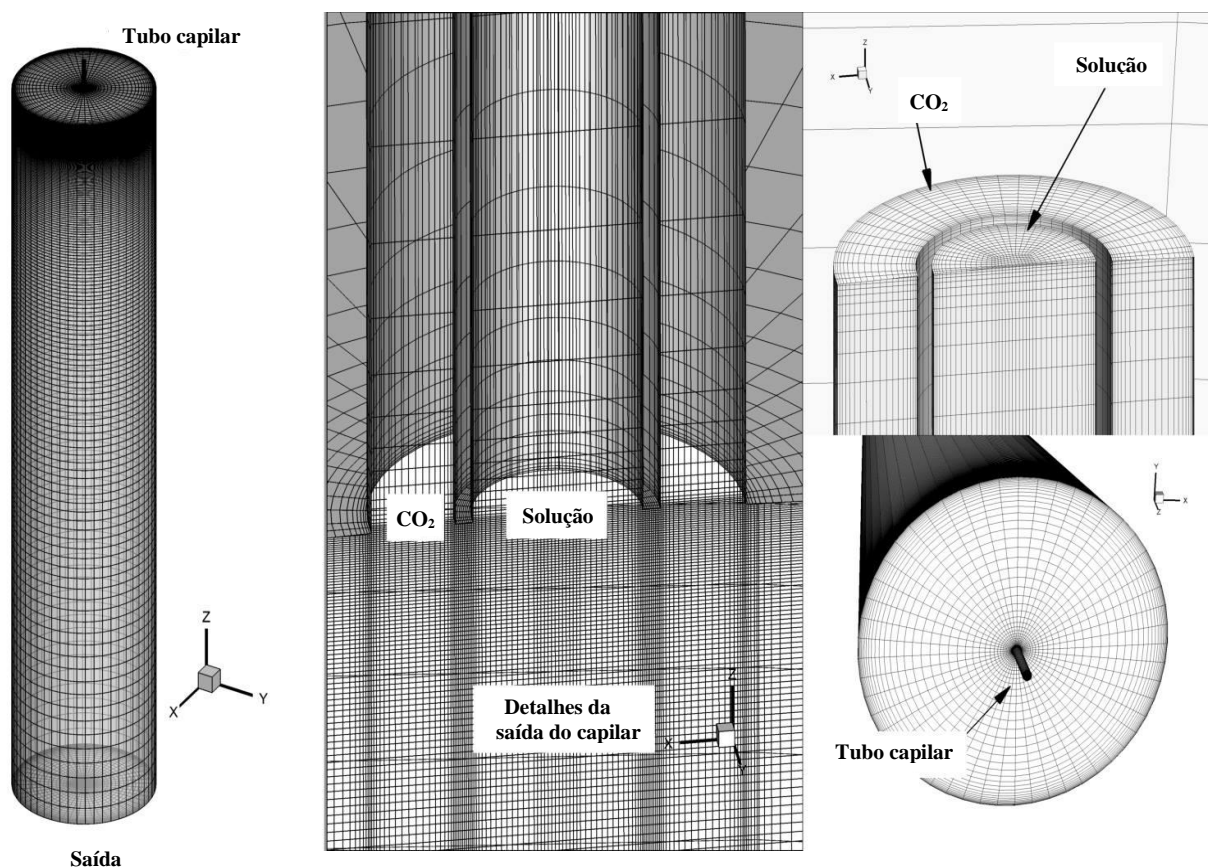 Tubo capilar
Z
X
Y
Saída
CO₂
Solução
Detalhes da
saída do capilar
Z
X
Y
Z
X
Y
CO₂
Solução
Y
X
Z
Tubo capilar